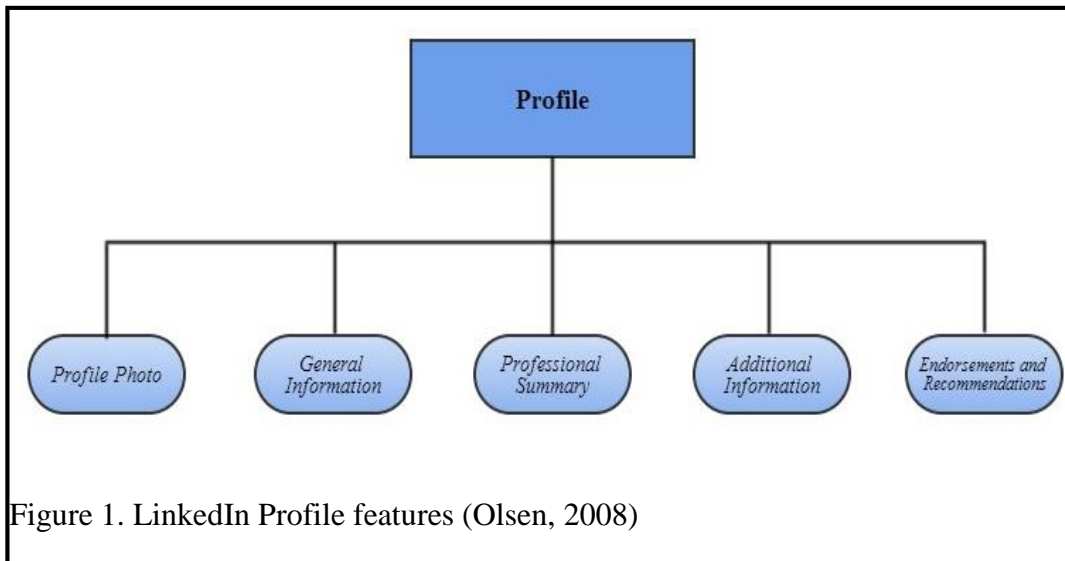 Profile
Profile Photo
General
Information
Professional
Summary
Additional
Information
Endorsements and
Recommendations
Figure 1. LinkedIn Profile features (Olsen, 2008)